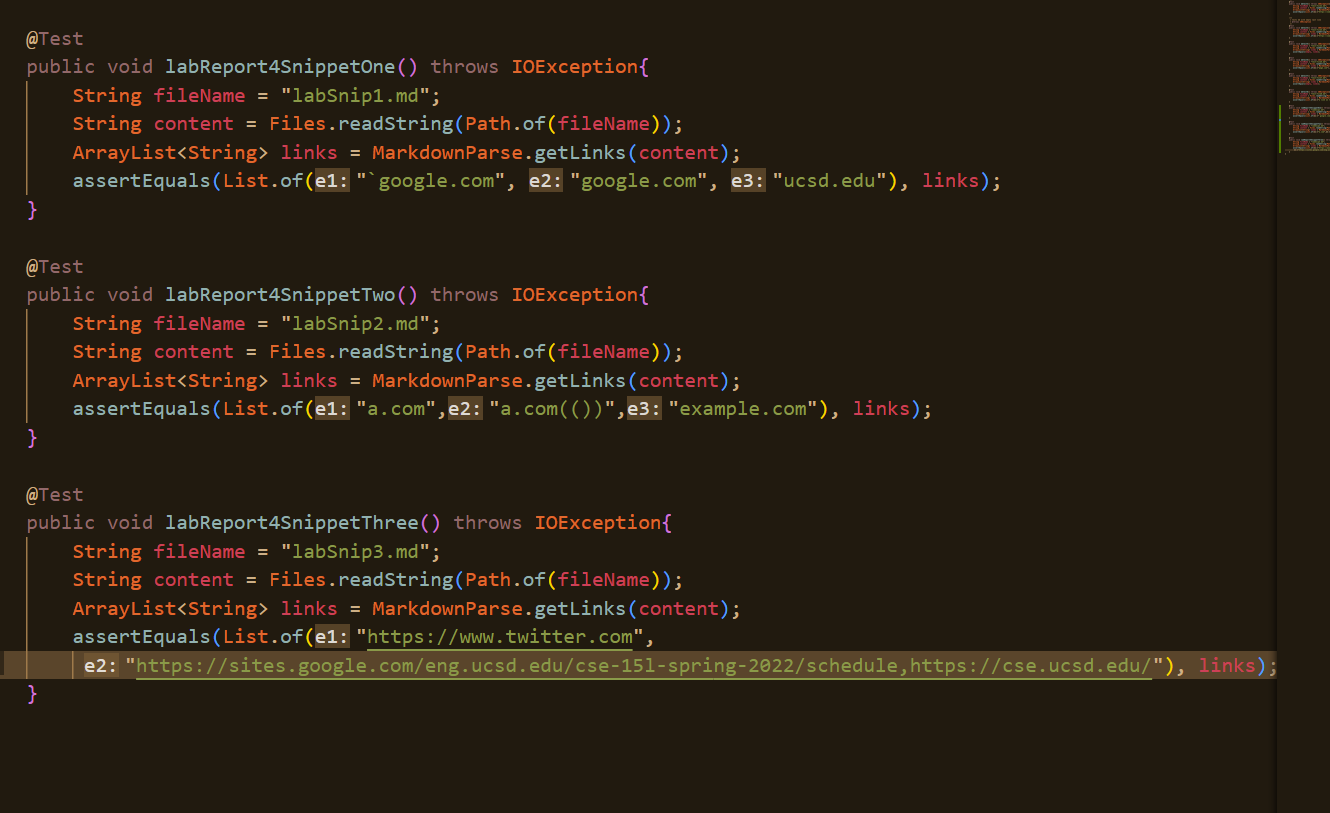 @Test
public void labReport4SnippetOne() throws IOException{
String fileName = "labSnip1.md";
String content = Files.readString(Path.of(fileName));
ArrayList<String> links = MarkdownParse.getLinks(content);
assertEquals(List.of(e1: "`google.com", e2: "google.com", e3: "ucsd.edu"), links);
}
@Test
public void labReport4SnippetTwo() throws IOException{
String fileName = "labSnip2.md";
String content = Files.readString(Path.of(fileName));
ArrayList<String> links = MarkdownParse.getLinks(content);
assertEquals(List.of(e1: "a.com",e2: "a.com(())",e3: "example.com"), links);
}
@Test
public void labReport4SnippetThree() throws IOException{
String fileName = "labSnip3.md";
String content = Files.readString(Path.of(fileName));
ArrayList<String> links = MarkdownParse.getLinks(content);
assertEquals(List.of(e1: "https://www.twitter.com",
e2: "https://sites.google.com/eng.ucsd.edu/cse-15l-spring-2022/schedule,https://cse.ucsd.edu/"), links);
}